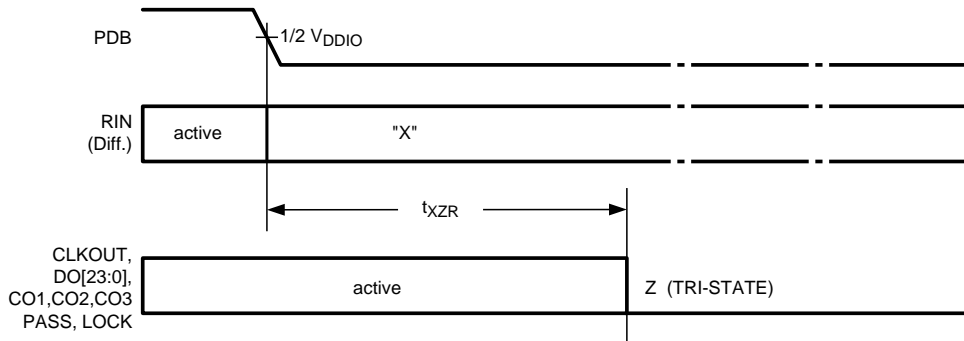 PDB
1/2 VDDIO
RIN
(Diff.)
active
"X"
tXZR
CLKOUT,
DO[23:0],
CO1,CO2,CO3
PASS, LOCK
active
Z (TRI-STATE)